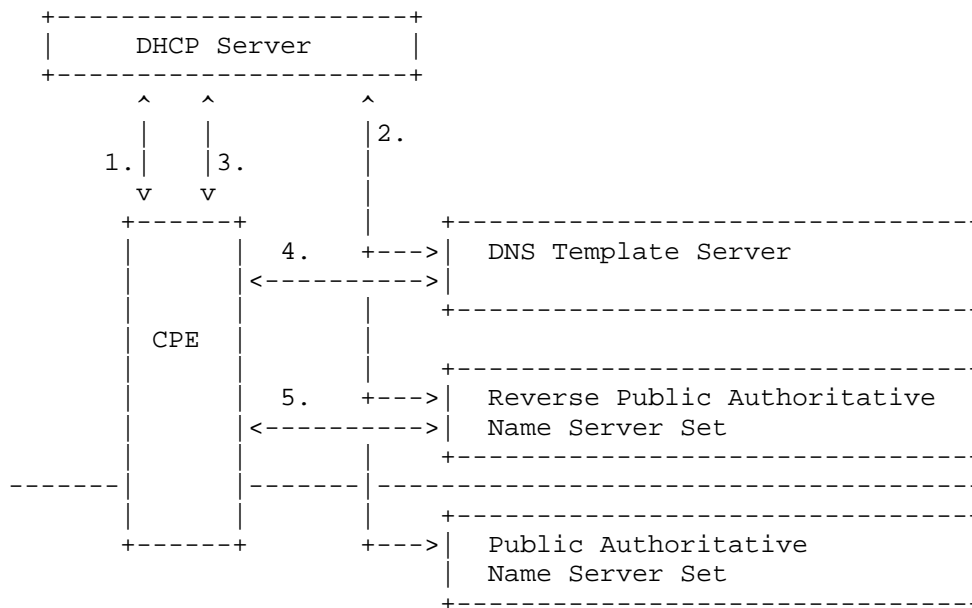 DHCP Server
2.
1. 3.
4. DNS Template Server
CPE
5. Reverse Public Authoritative
Name Server Set
Public Authoritative
Name Server Set